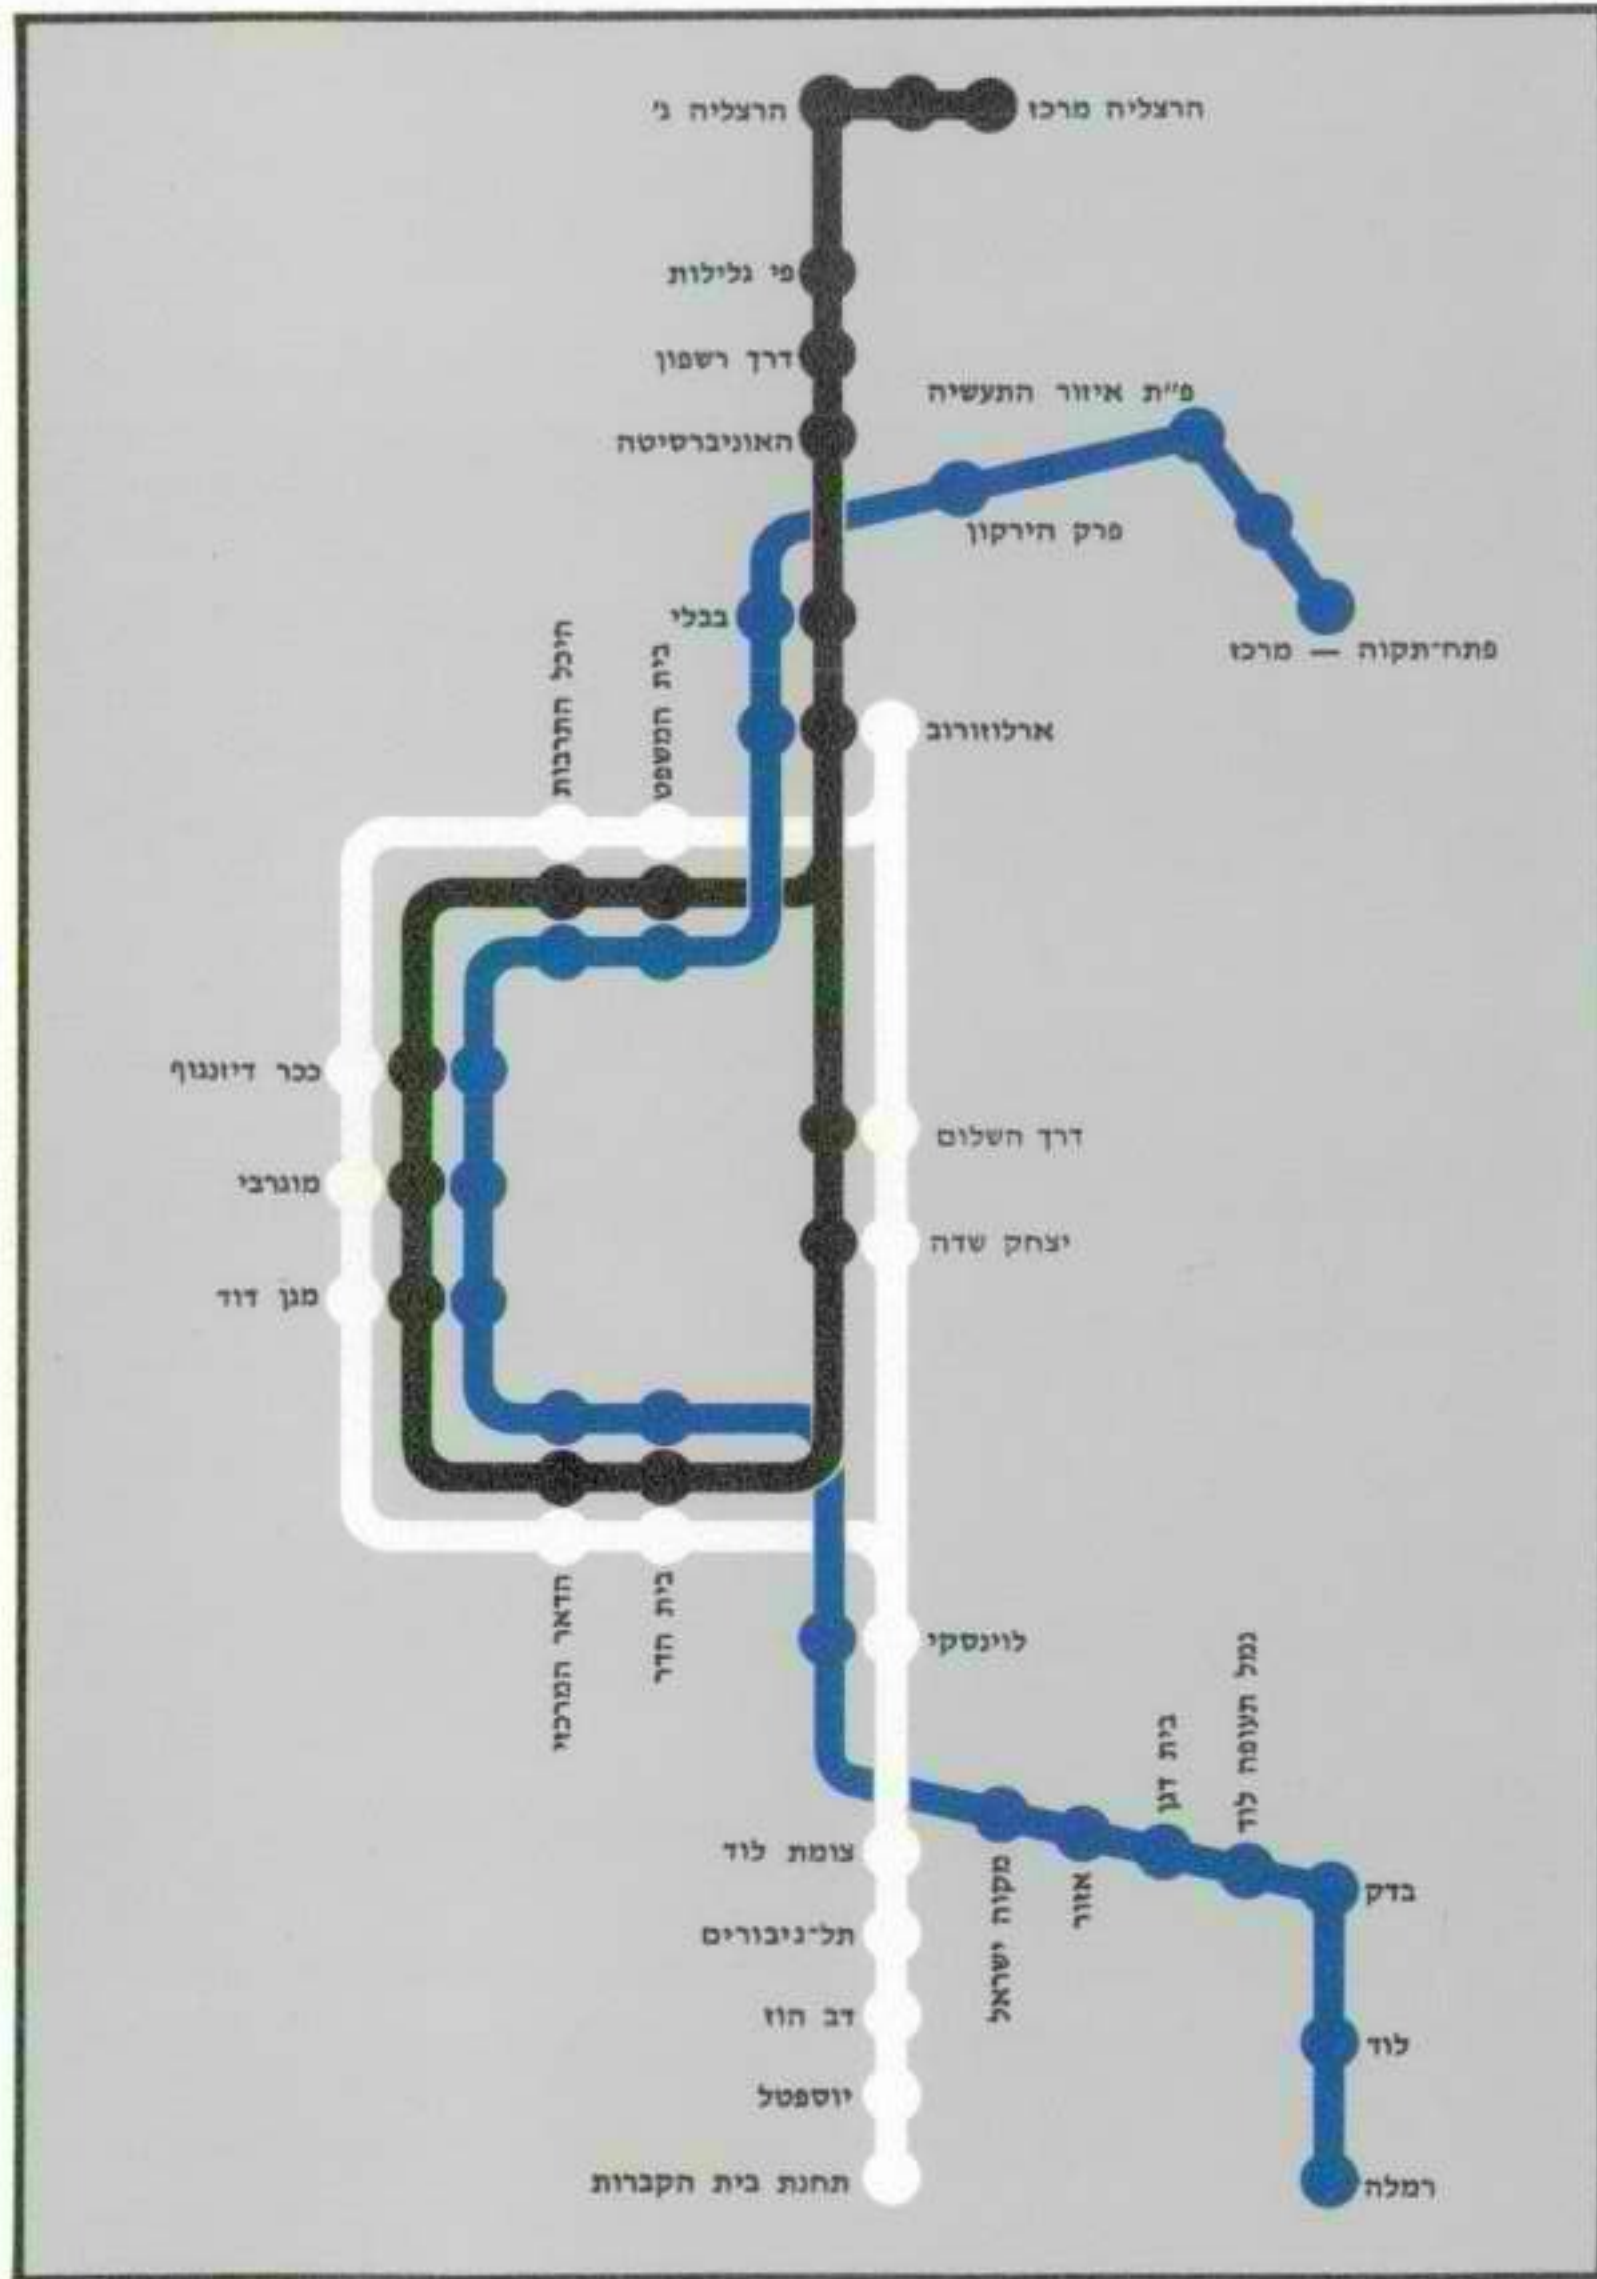 הרצליה מרכז
הרצליה ג'
פי גלילות
דרך רשפון
פ״ת איזור התעשיה
האוניברסיטה
פרק הירקון
בבלי
פתח־תקוה — מרכז
היכל התרבות
בית המשפט
ארלוזורוב
ככר דיזנגוף
דרך השלום
מוגרבי
יצחק שדה
מגן דוד
הדאר המרכזי
בית הדר
לוינסקי
נמל תעופה לוד
בית דגן
צומת לוד
מקוה ישראל
אזור
בדק
תל־גיבורים
דב הוז
לוד
יוספטל
תחנת בית הקברות
רמלה